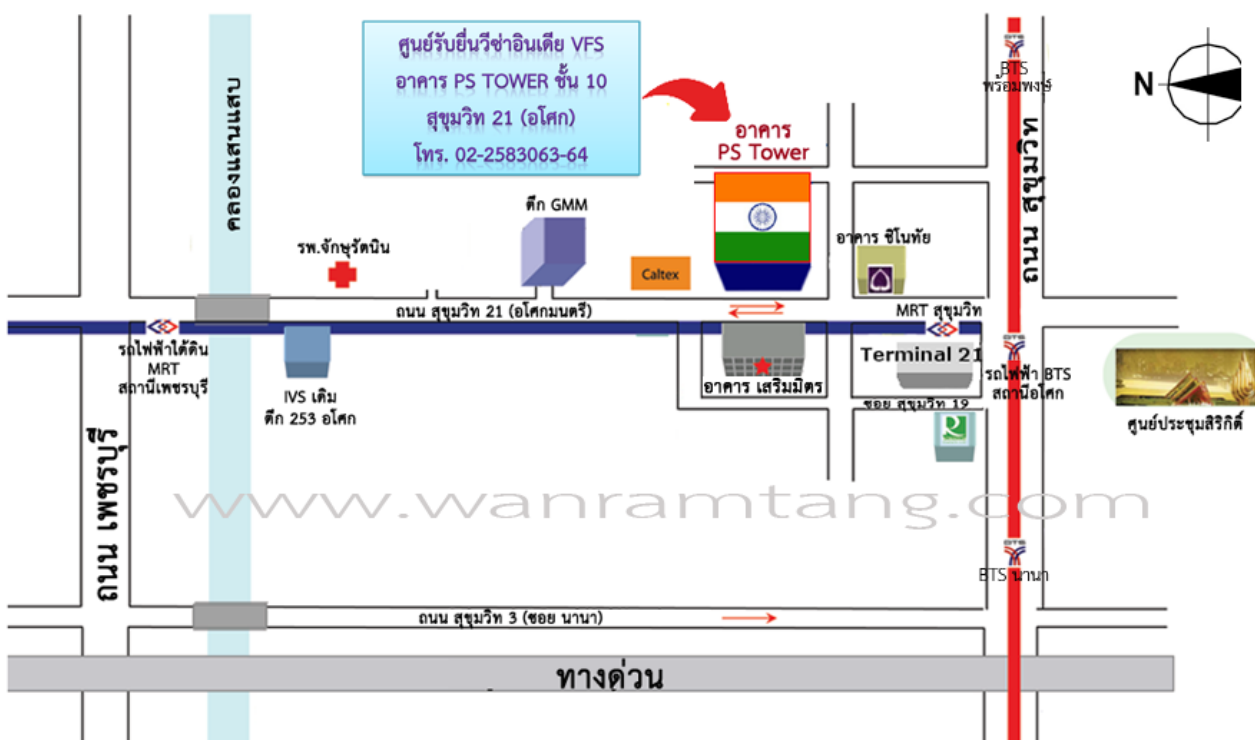 ศูนย์รับยื่นวีซ่าอินเดีย VFS
อาคาร PS TOWER ชั้น 10
สุขุมวิท 21 (อโศก)
โทร. 02-2583063-64
BTS
พร้อมพงษ์
N
อาคาร
PS Tower
คลองแสนแสบ
ถนน สุขุมวิท
ตึก GMM
รพ.จักษุรัตนิน
อาคาร ชิโนทัย
Caltex
ถนน สุขุมวิท 21 (อโศกมนตรี)
MRT สุขุมวิท
รถไฟฟ้าใต้ดิน
MRT
สถานีเพชรบุรี
Terminal 21
อาคาร เสริมมิตร
รถไฟฟ้า BTS
สถานีอโศก
IVS เดิม
ตึก 253 อโศก
ซอย สุขุมวิท 19
R
ศูนย์ประชุมสิริกิติ์
ถนน เพชรบุรี
www.wanramtang.com
BTS นานา
ถนน สุขุมวิท 3 (ซอย นานา)
ทางด่วน